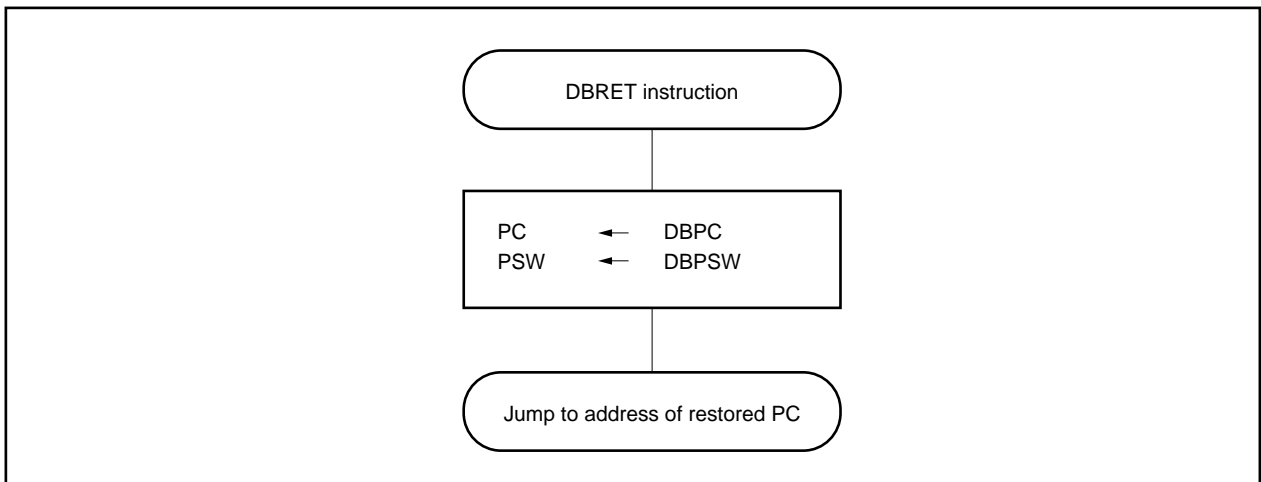 DBRET instruction
PC ← DBPC
PSW ← DBPSW
Jump to address of restored PC